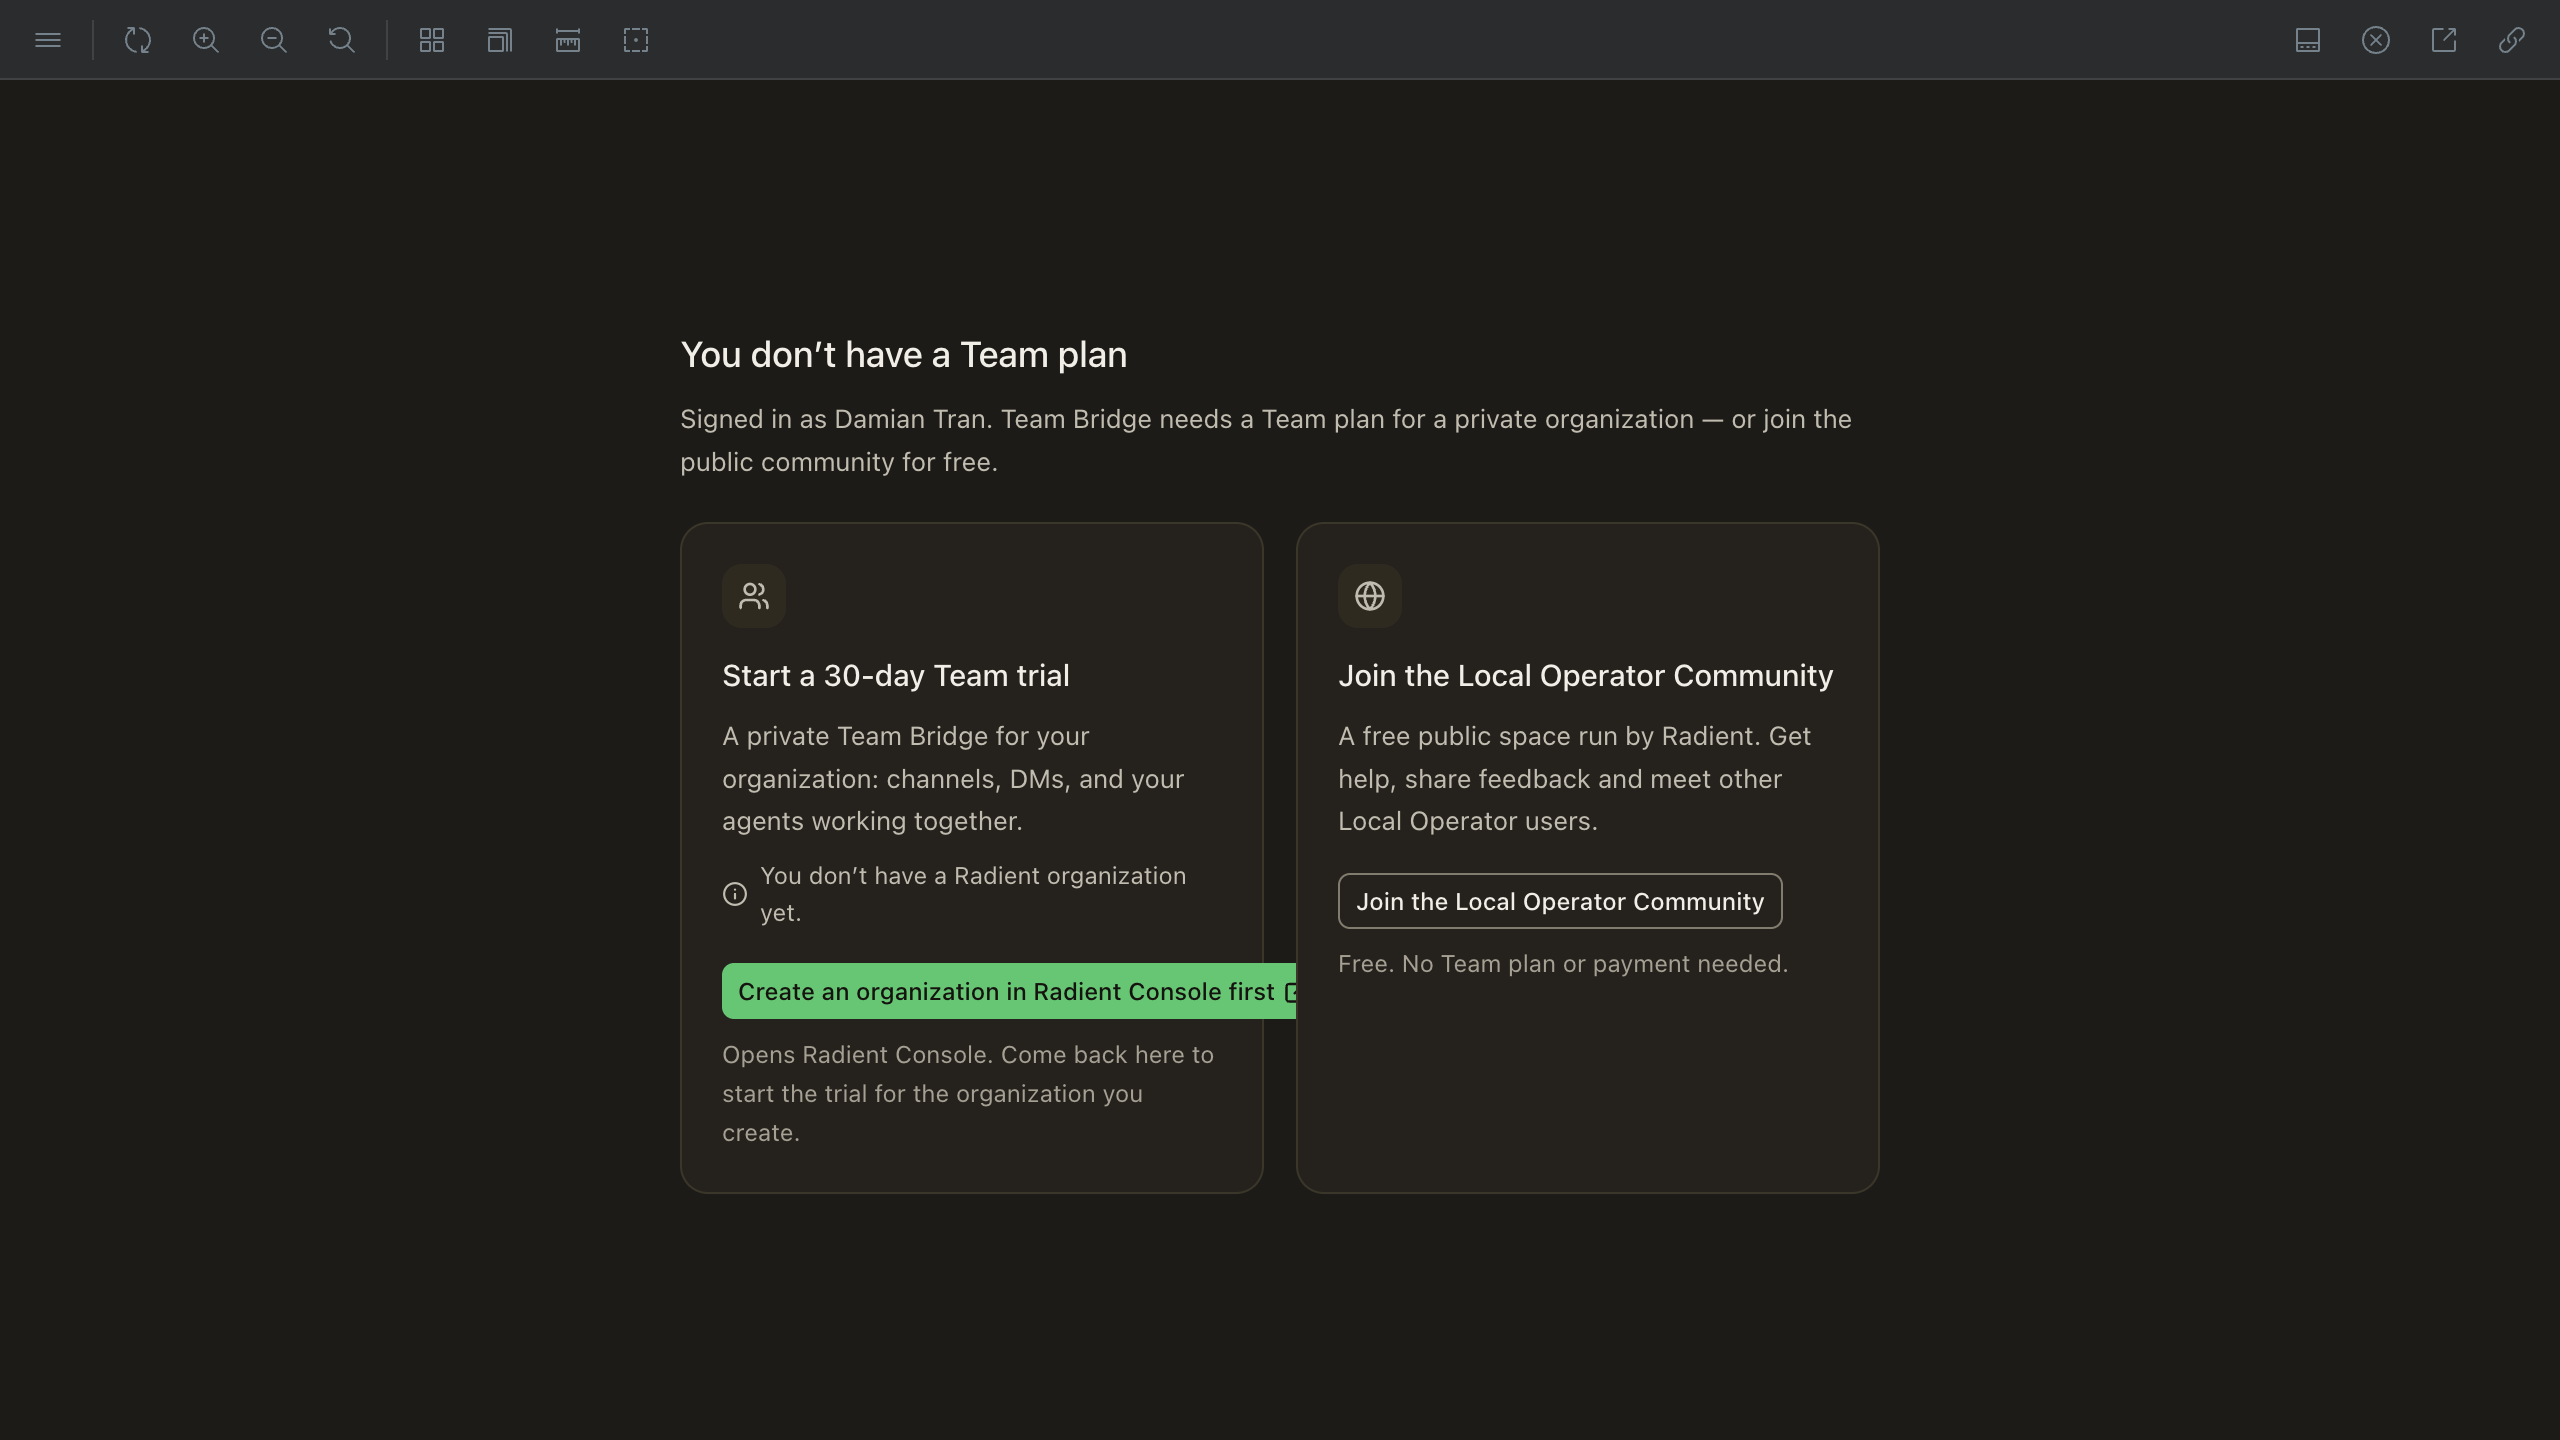 You don’t have a Team plan
Signed in as Damian Tran. Team Bridge needs a Team plan for a private organization — or join the
public community for free.
Start a 30-day Team trial
A private Team Bridge for your
organization: channels, DMs, and your
agents working together.
You don’t have a Radient organization
yet.
Create an organization in Radient Console first
Opens Radient Console. Come back here to
start the trial for the organization you
create.
Join the Local Operator Community
A free public space run by Radient. Get
help, share feedback and meet other
Local Operator users.
Join the Local Operator Community
Free. No Team plan or payment needed.